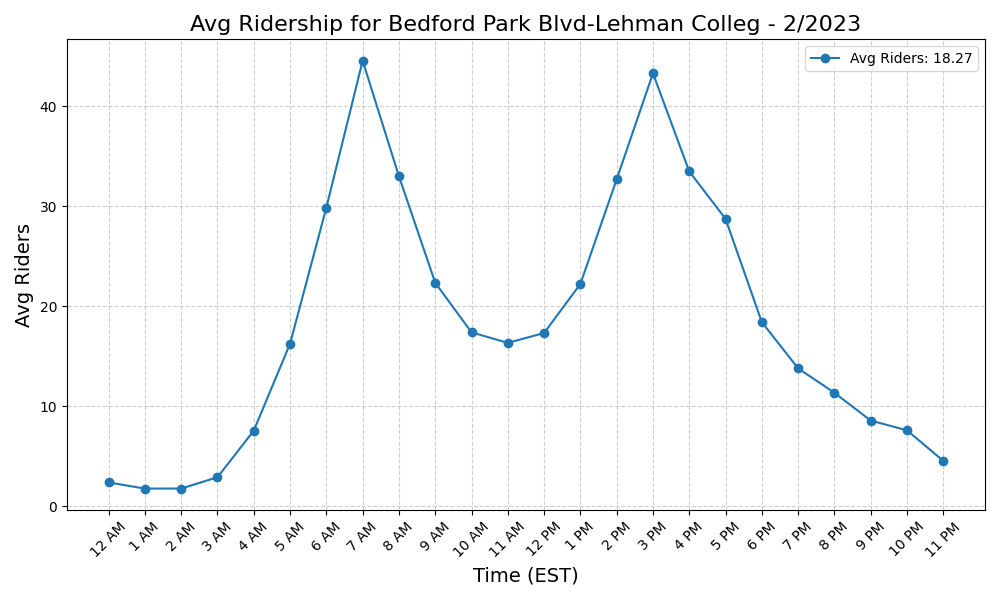 Avg Ridership for Bedford Park Blvd-Lehman Colleg - 2/2023
Avg Riders: 18.27
Avg Riders
40
30
20
10
0
12 AM
1 AM
2 AM
3 AM
4 AM
5 AM
6 AM
7 AM
8 AM
9 AM
10 AM
11 AM
12 PM
1 PM
2 PM
3 PM
4 PM
5 PM
6 PM
7 PM
8 PM
9 PM
10 PM
11 PM
Time (EST)